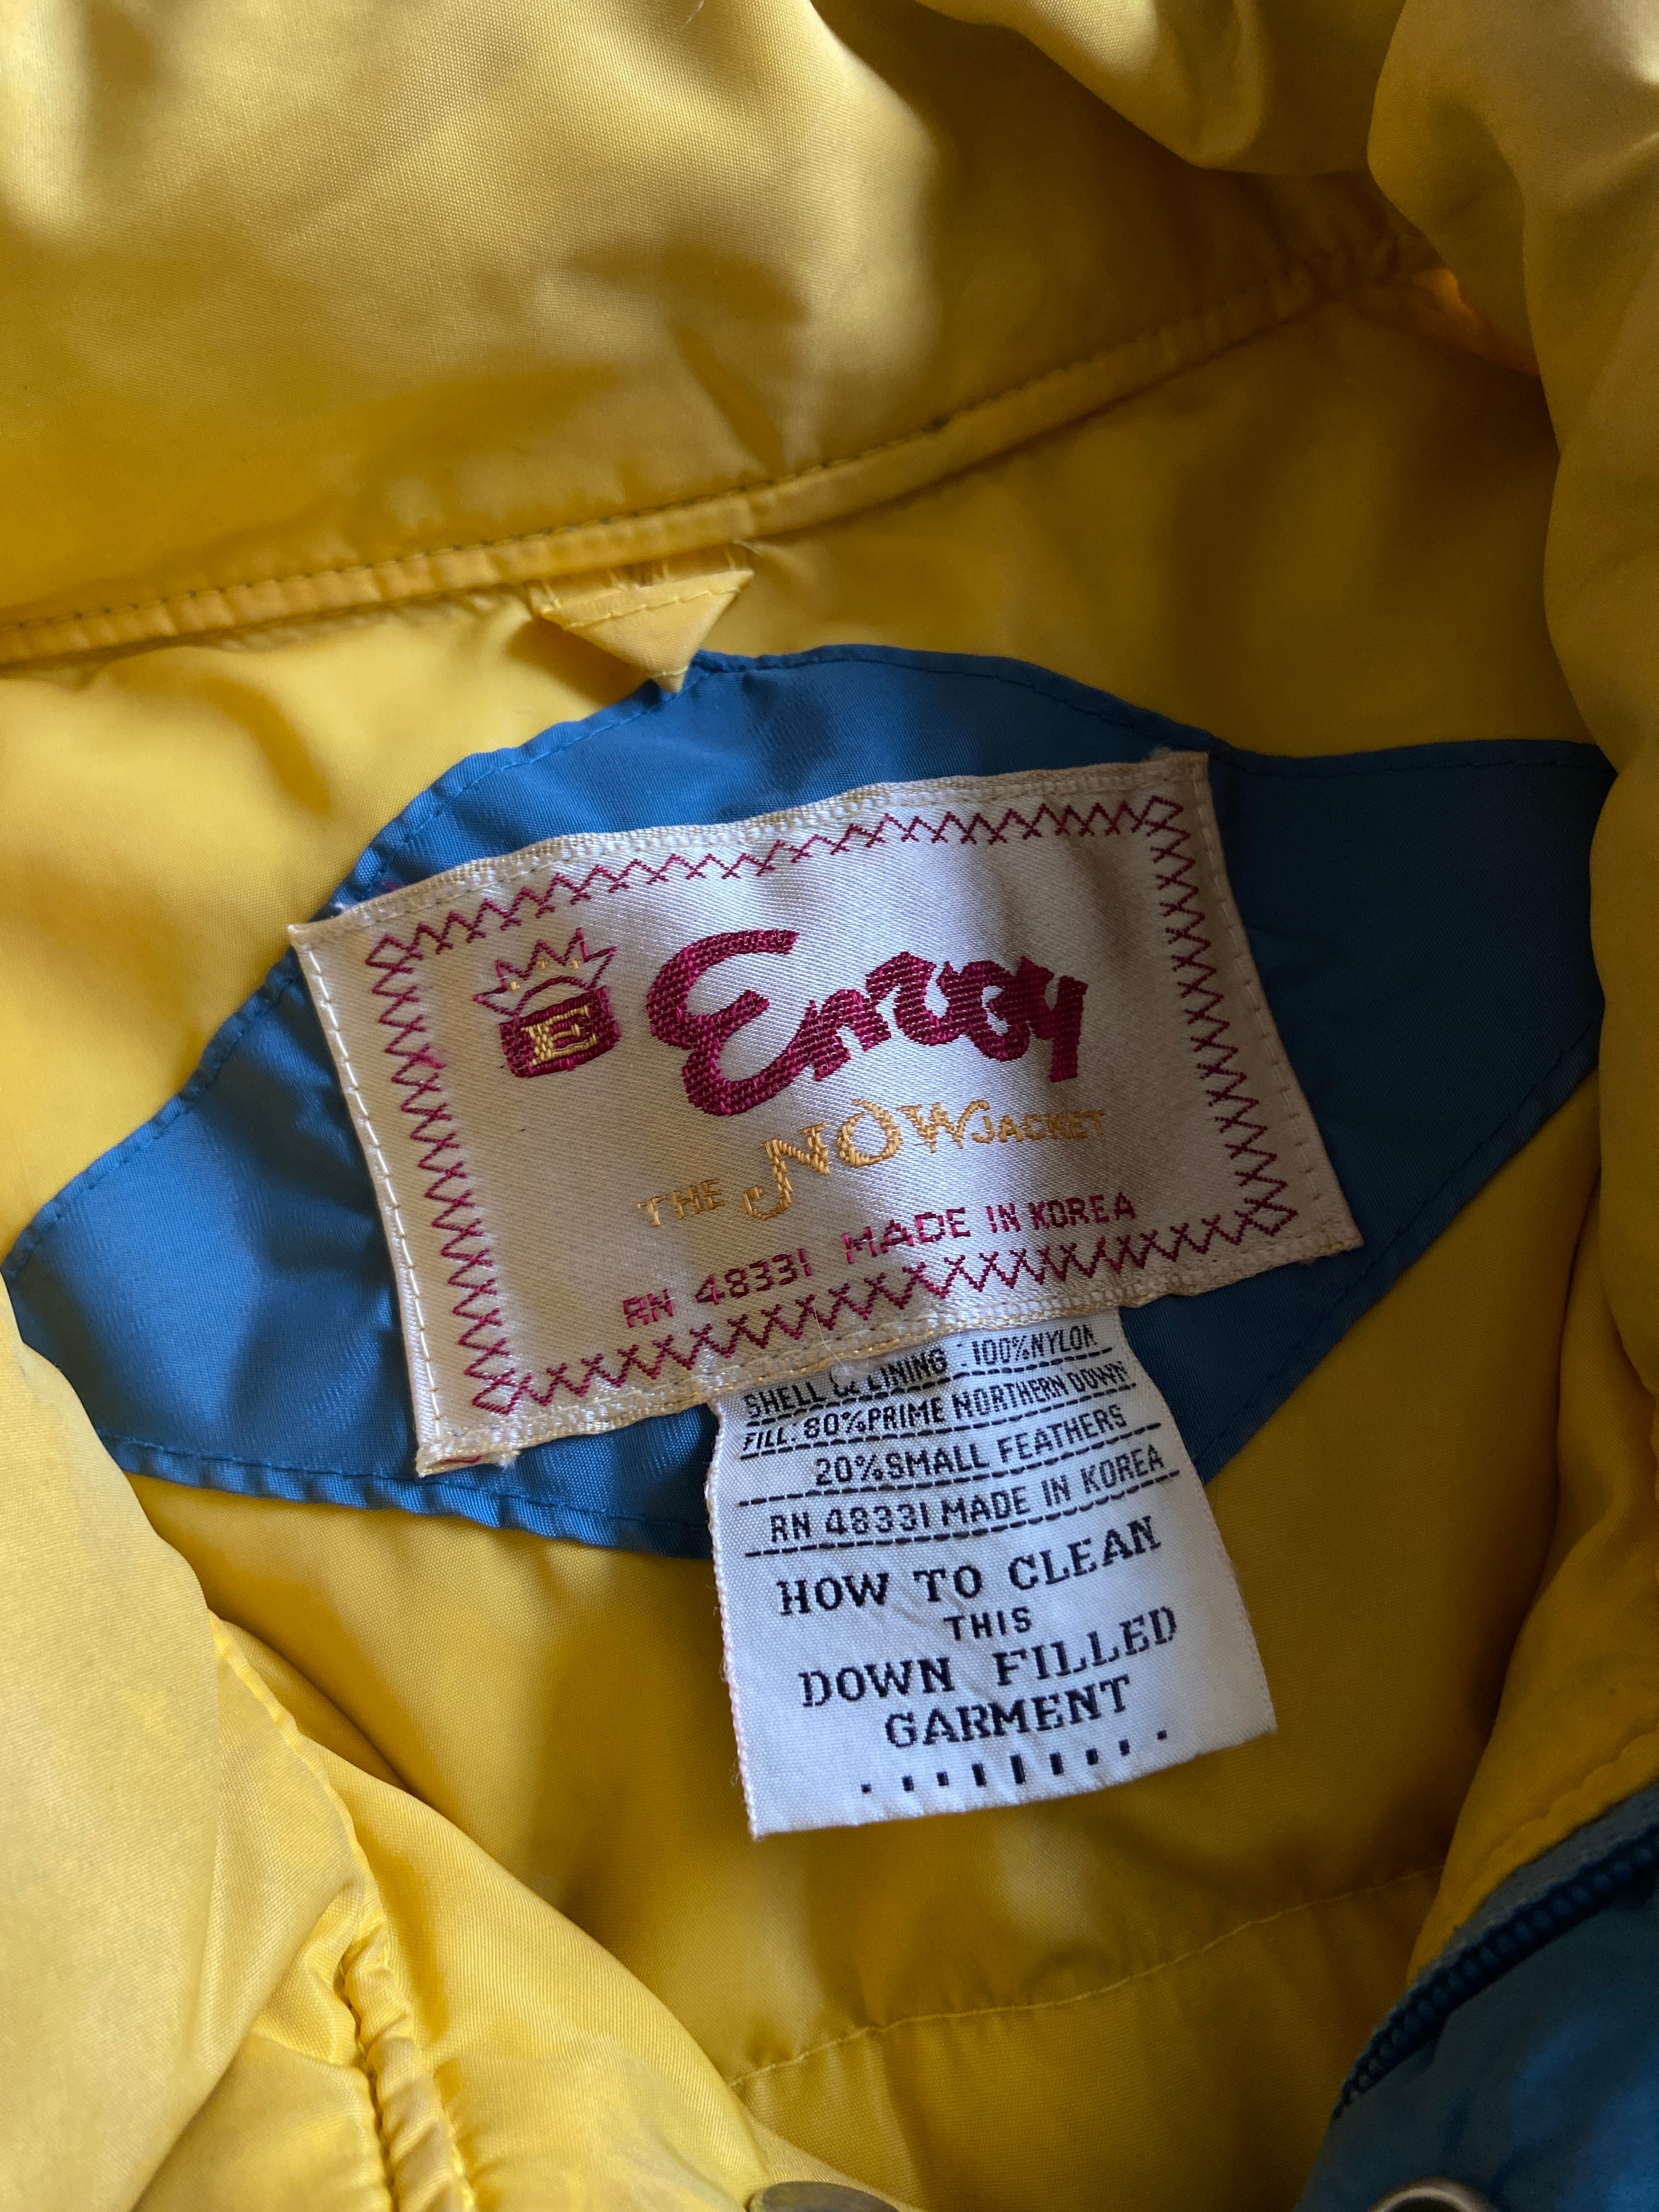 E
Envoy
THE NOW JACKET
RN 48331 MADE IN KOREA
SHELL & LINING : 100% NYLON
FILL: 80% PRIME NORTHERN DOWN
20% SMALL FEATHERS
RN 48331 MADE IN KOREA
HOW TO CLEAN
THIS
DOWN FILLED
GARMENT